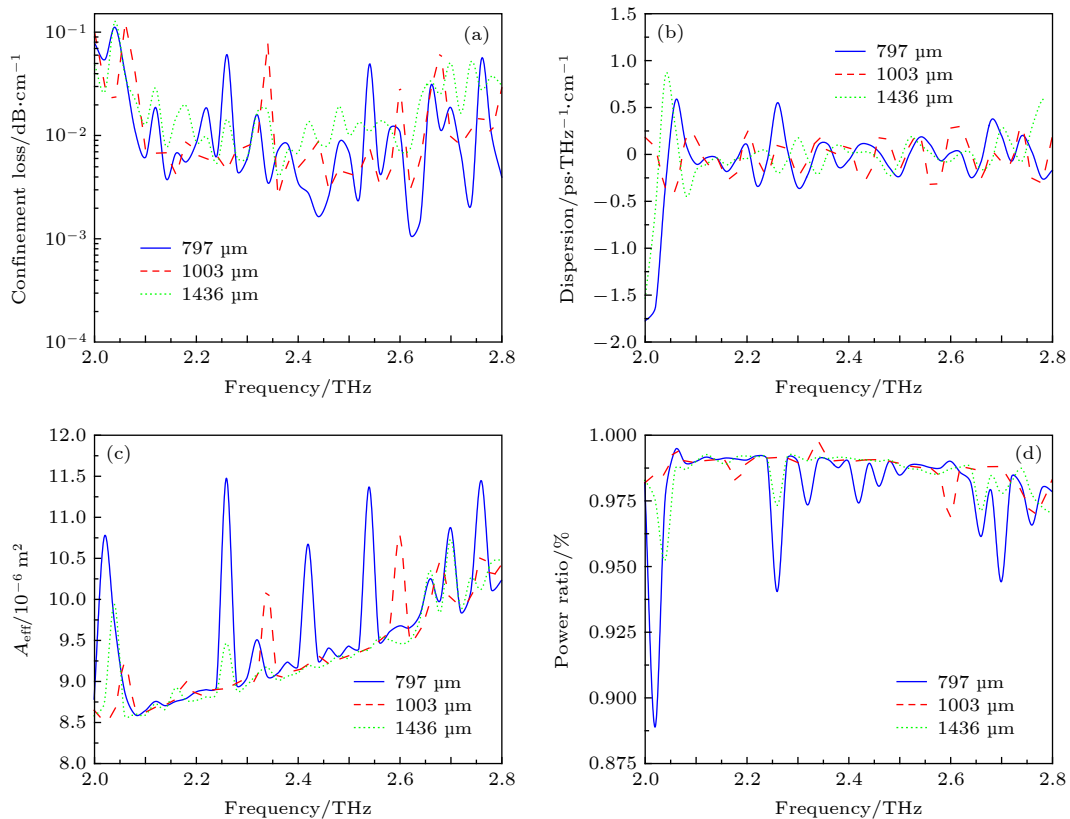 (a)
10⁻¹
10⁻²
10⁻³
10⁻⁴
Confinement loss/dB·cm⁻¹
797 µm
1003 µm
1436 µm
2.0 2.2 2.4 2.6 2.8
Frequency/THz
(b)
1.5
1.0
0.5
0
−0.5
−1.0
−1.5
−2.0
Dispersion/ps·THz⁻¹·cm⁻¹
797 µm
1003 µm
1436 µm
2.0 2.2 2.4 2.6 2.8
Frequency/THz
(c)
12.0
11.5
11.0
10.5
10.0
9.5
9.0
8.5
8.0
A_eff/10⁻⁶ m²
797 µm
1003 µm
1436 µm
2.0 2.2 2.4 2.6 2.8
Frequency/THz
(d)
1.000
0.975
0.950
0.925
0.900
0.875
Power ratio/%
797 µm
1003 µm
1436 µm
2.0 2.2 2.4 2.6 2.8
Frequency/THz